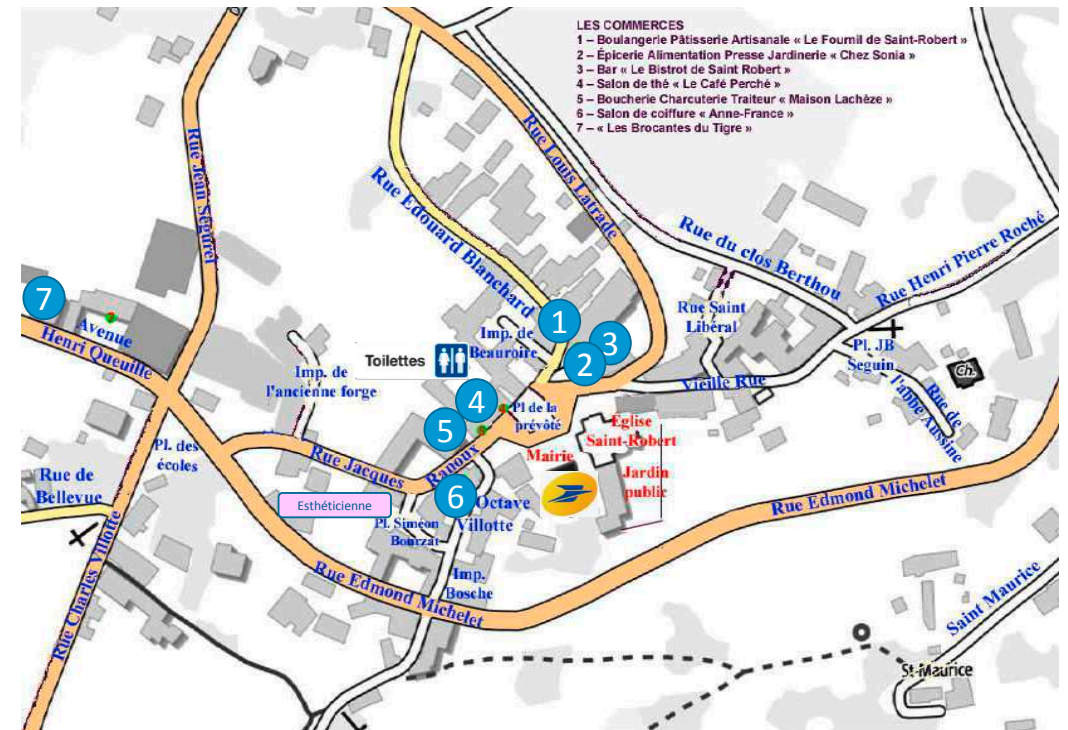 LES COMMERCES
1 – Boulangerie Pâtisserie Artisanale « Le Fournil de Saint-Robert »
2 – Épicerie Alimentation Presse Jardinerie « Chez Sonia »
3 – Bar « Le Bistrot de Saint Robert »
4 – Salon de thé « Le Café Perché »
5 – Boucherie Charcuterie Traiteur « Maison Lachèze »
6 – Salon de coiffure « Anne-France »
7 – « Les Brocantes du Tigre »
Rue Jean Ségurel
Rue Louis Latrade
Rue Edouard Blanchard
Rue du clos Berthou
Rue Henri Pierre Roché
7
Avenue
Henri Queuille
1
Imp. de
Beauroire
3
2
Rue Saint
Libéral
Pl. JB
Seguin
Ch.
Toilettes
Imp. de
l'ancienne forge
Vieille Rue
Rue de
l'abbé Aussine
4
Pl de la
prévôté
5
Eglise
Saint-Robert
Mairie
Jardin
public
Pl. des
écoles
Rue Jacques
Ranoux
Rue de
Bellevue
6
Octave
Villotte
Esthéticienne
Pl. Siméon
Bourzat
Rue Edmond Michelet
Rue Charles Villotte
Rue Edmond Michelet
Imp.
Bosche
Saint Maurice
St-Maurice